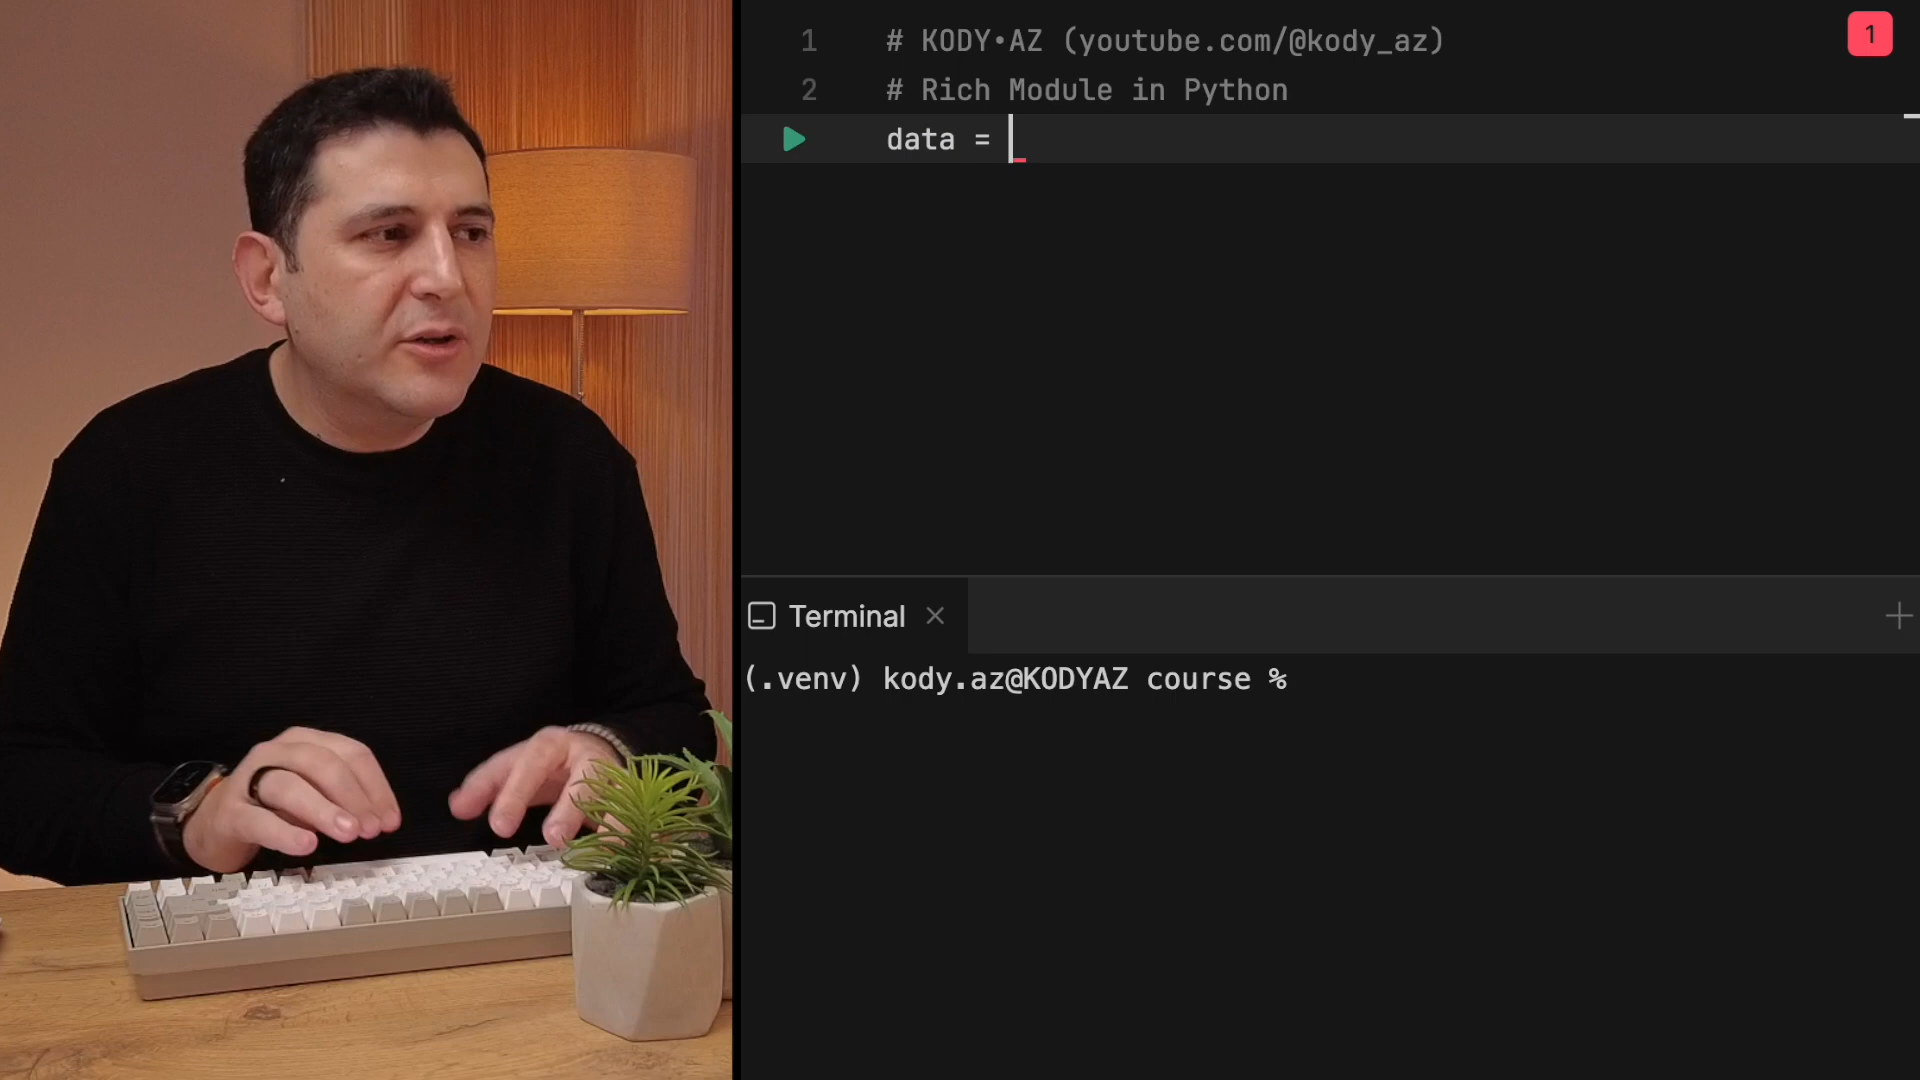 1 # KODY•AZ (youtube.com/@kody_az)
1
2 # Rich Module in Python
data =
Terminal
(.venv) kody.az@KODYAZ course %